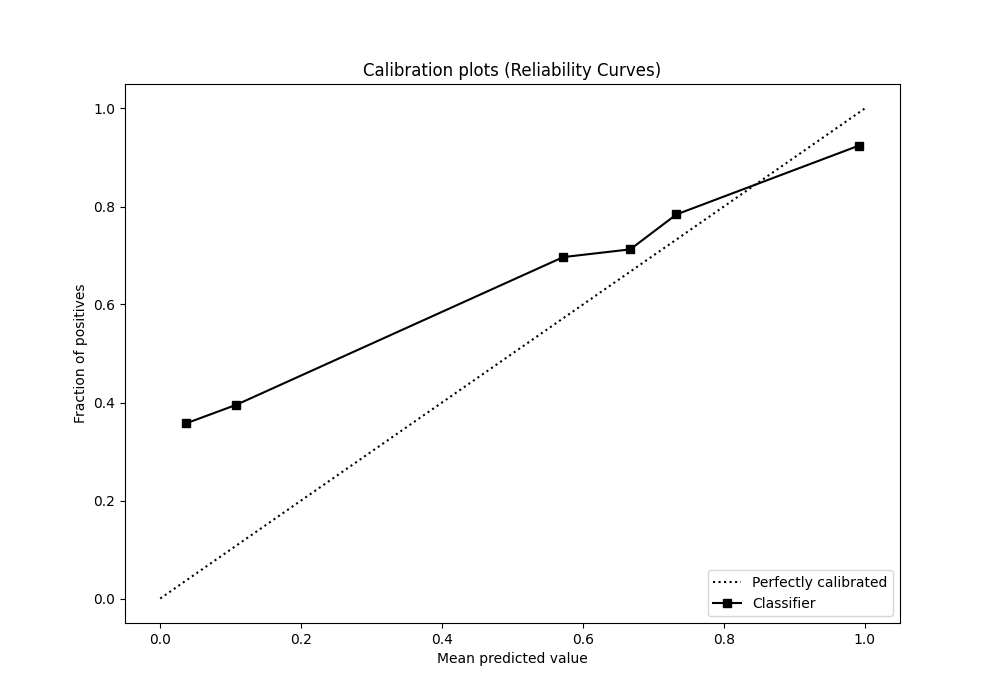 Calibration plots (Reliability Curves)
1.0
0.8
0.6
0.4
0.2
0.0
Fraction of positives
Perfectly calibrated
Classifier
0.0 0.2 0.4 0.6 0.8 1.0
Mean predicted value